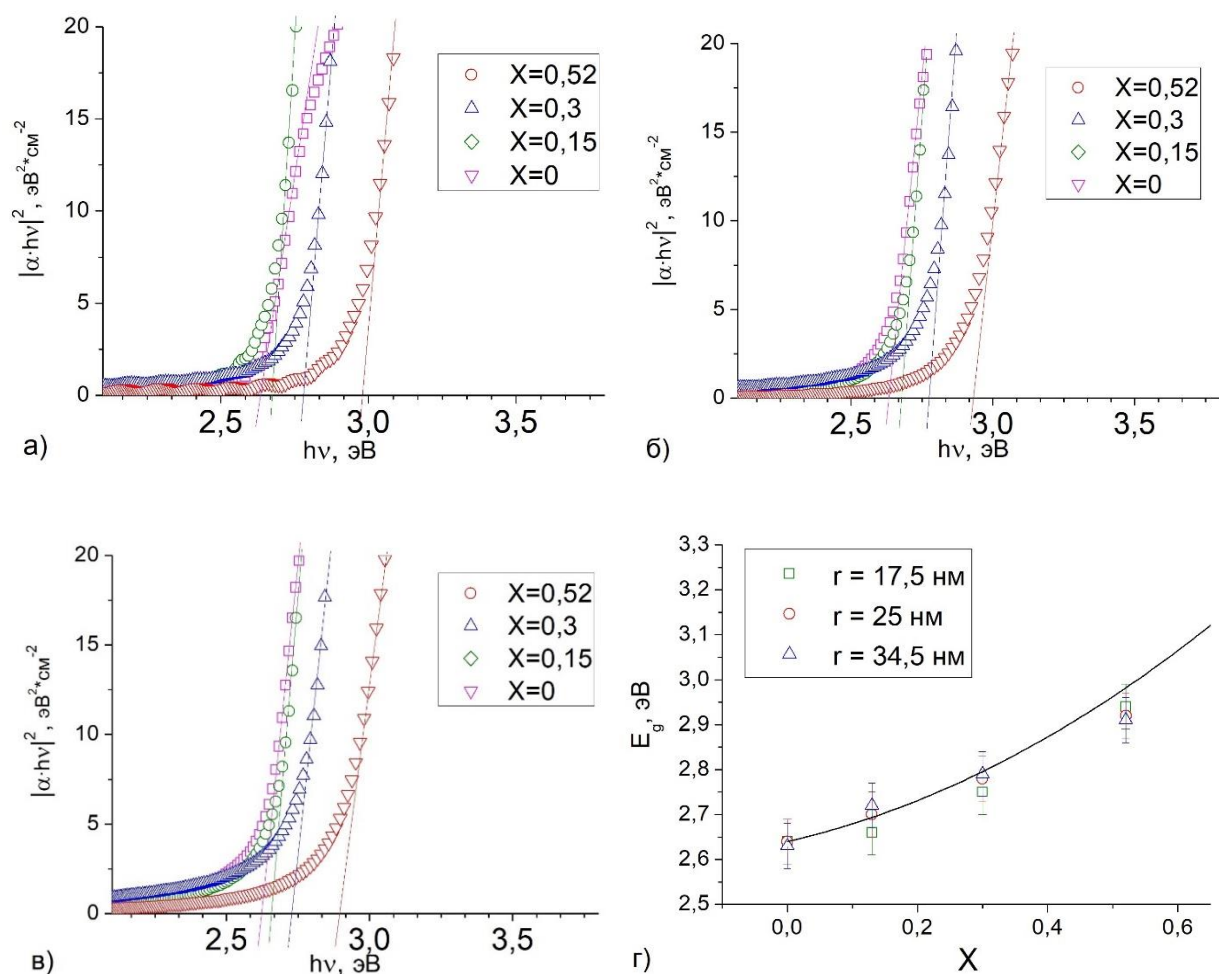 20
15
10
5
0
|α·hν|², эВ²*см⁻²
X=0,52
X=0,3
X=0,15
X=0
2,5
3,0
3,5
hν, эВ
а)
20
15
10
5
0
|α·hν|², эВ²*см⁻²
X=0,52
X=0,3
X=0,15
X=0
2,5
3,0
3,5
hν, эВ
б)
20
15
10
5
0
|α·hν|², эВ²*см⁻²
X=0,52
X=0,3
X=0,15
X=0
2,5
3,0
3,5
hν, эВ
в)
3,3
3,2
3,1
3,0
2,9
2,8
2,7
2,6
2,5
E_g, эВ
r = 17,5 нм
r = 25 нм
r = 34,5 нм
0,0
0,2
0,4
0,6
X
г)